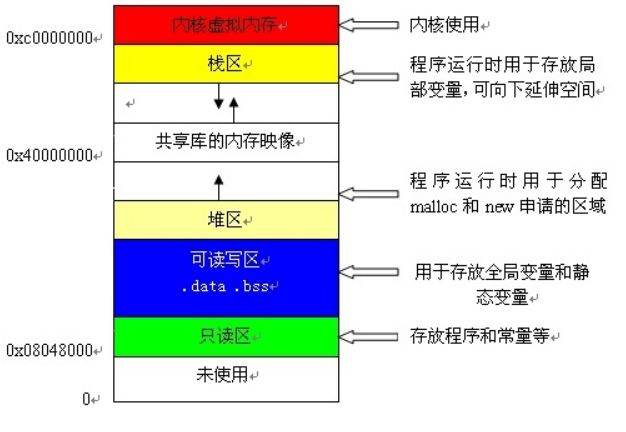 内核虚拟内存
0xc0000000
内核使用
栈区
程序运行时用于存放局
部变量,可向下延伸空间
共享库的内存映像
0x40000000
程序运行时用于分配
malloc 和 new 申请的区域
堆区
可读写区
.data .bss
用于存放全局变量和静
态变量
只读区
存放程序和常量等
0x08048000
未使用
0